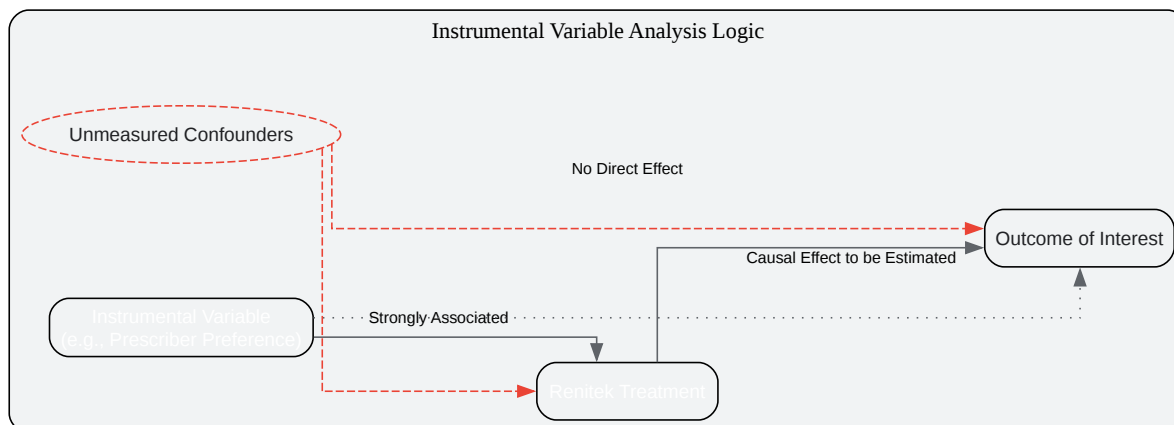 Instrumental Variable Analysis Logic
Unmeasured Confounders
No Direct Effect
Outcome of Interest
Causal Effect to be Estimated
Instrumental Variable
(e.g., Prescriber Preference)
Strongly Associated
Renitek Treatment